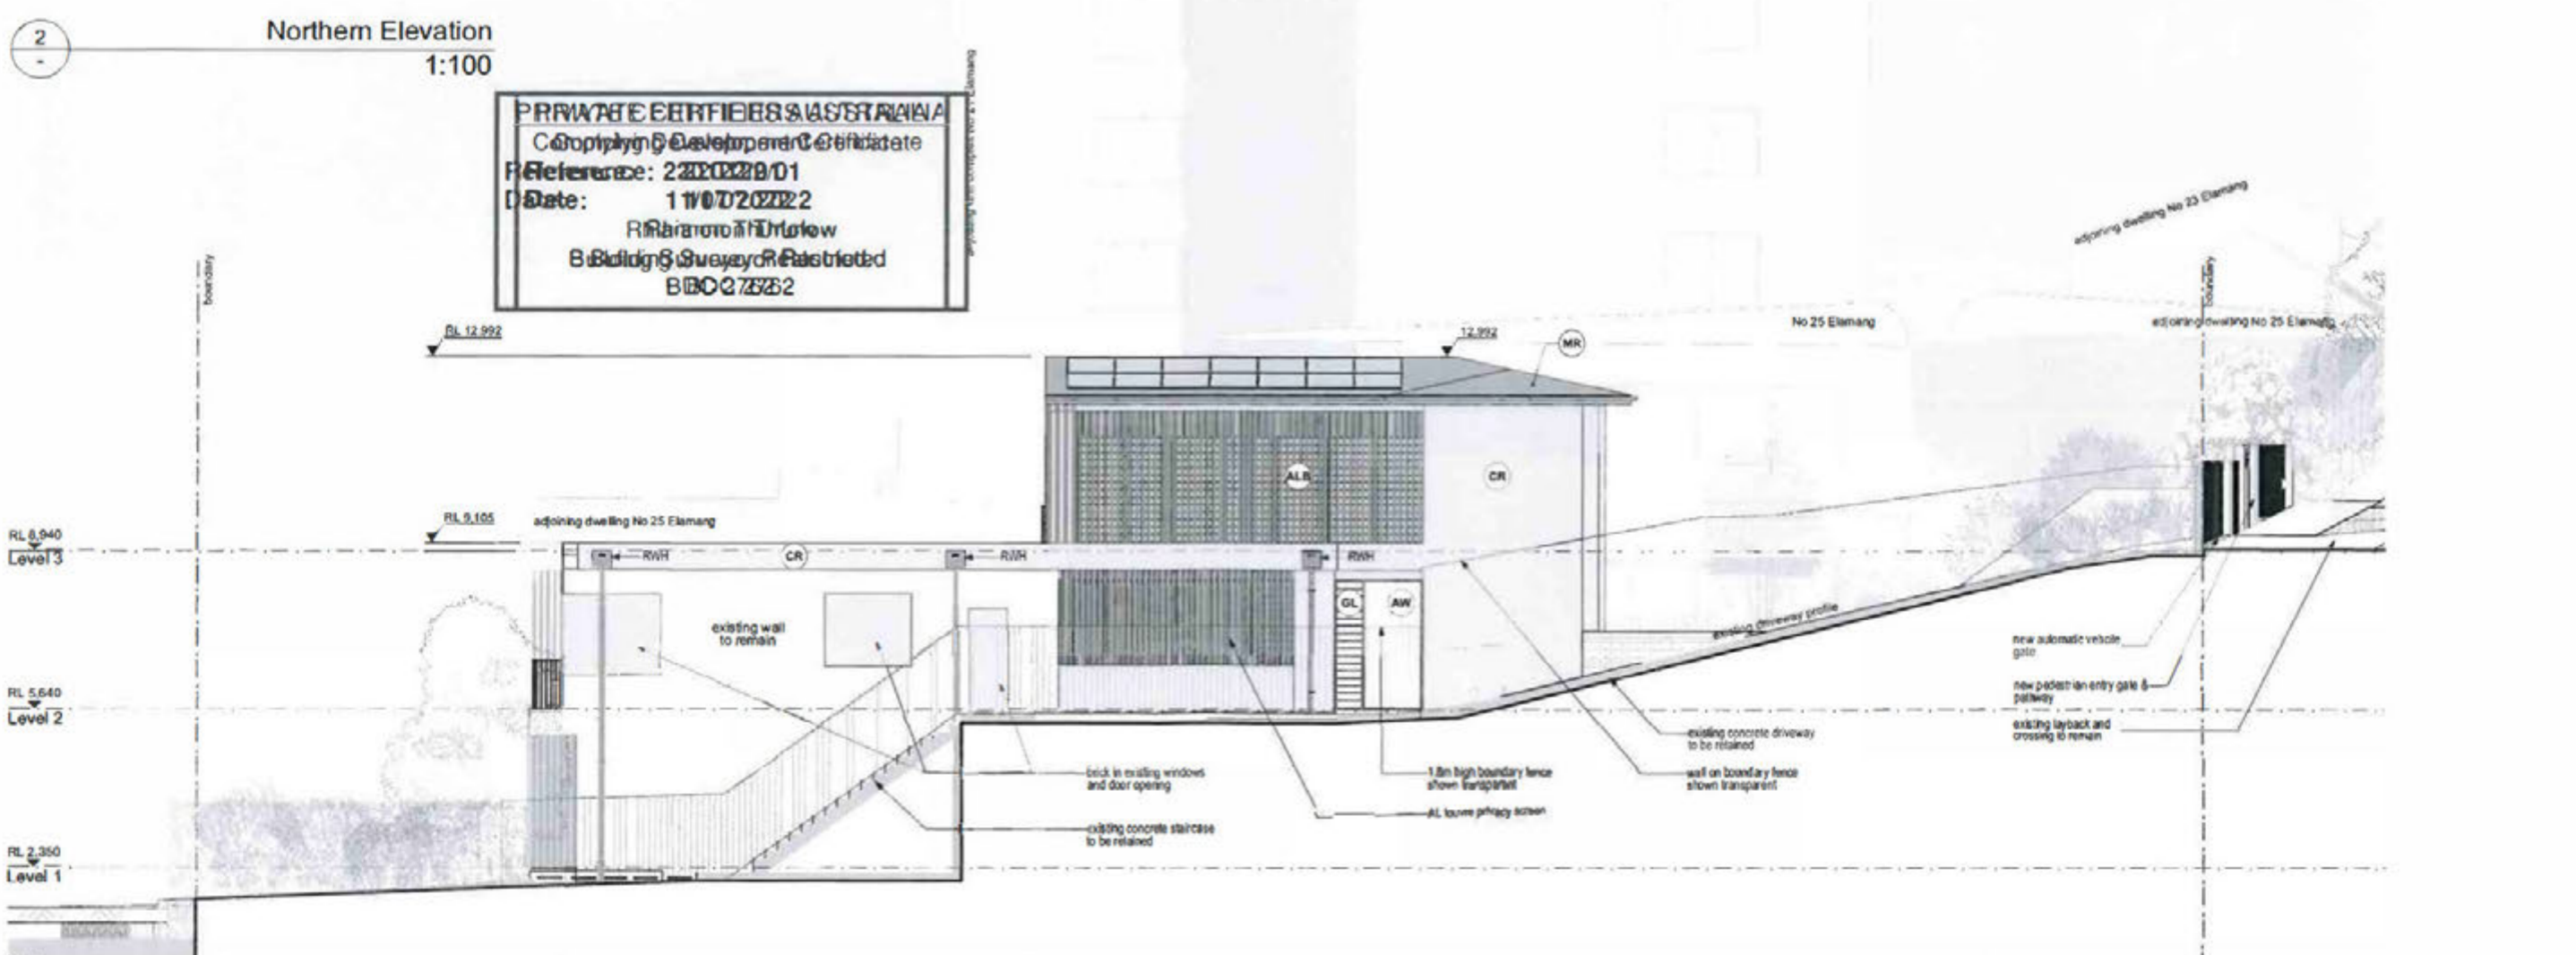 2
-
Northern Elevation
1:100
PRIVATE CERTIFIERS AUSTRALIA
Complying Development Certificate
Reference:
Date:
Building Surveyor Restricted
boundary
adjoining dwelling No 23 Elamang
boundary
RL 12.992
12.992
MR
No 25 Elamang
adjoining dwelling No 25 Elamang
ALB
CR
RL 9.105
adjoining dwelling No 25 Elamang
RL 8.940
Level 3
RWH
CR
RWH
RWH
GL
AW
existing wall
to remain
existing driveway profile
new automatic vehicle
gate
RL 5,640
Level 2
new pedestrian entry gate &
pathway
existing layback and
crossing to remain
existing concrete driveway
to be retained
brick in existing windows
and door opening
1.8m high boundary fence
shown transparent
wall on boundary fence
shown transparent
AL louvre privacy screen
existing concrete staircase
to be retained
RL 2,350
Level 1